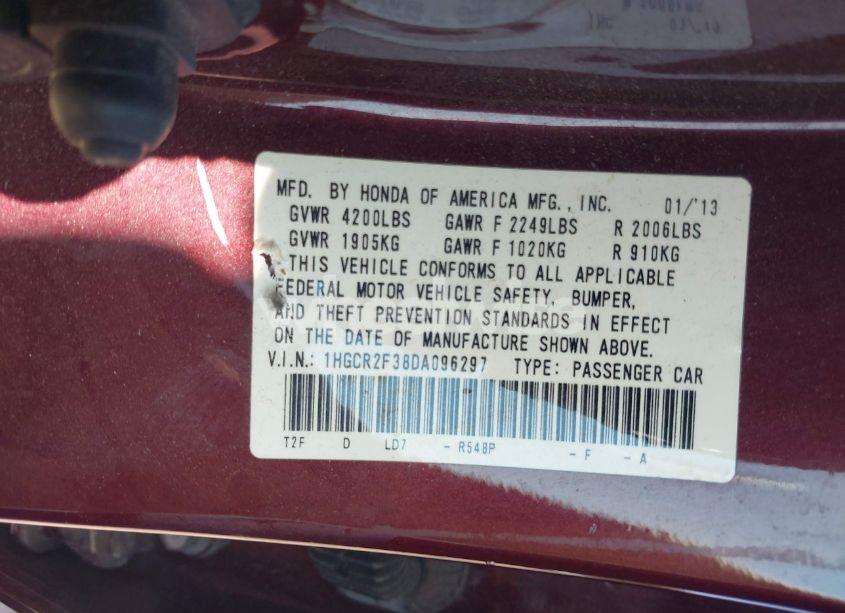 MFD. BY HONDA OF AMERICA MFG., INC. 01/'13
GVWR 4200LBS GAWR F 2249LBS R 2006LBS
GVWR 1905KG GAWR F 1020KG R 910KG
THIS VEHICLE CONFORMS TO ALL APPLICABLE
FEDERAL MOTOR VEHICLE SAFETY, BUMPER,
AND THEFT PREVENTION STANDARDS IN EFFECT
ON THE DATE OF MANUFACTURE SHOWN ABOVE.
V.I.N.: 1HGCR2F38DA096297 TYPE: PASSENGER CAR
T2F D LD7 - R548P - F - A